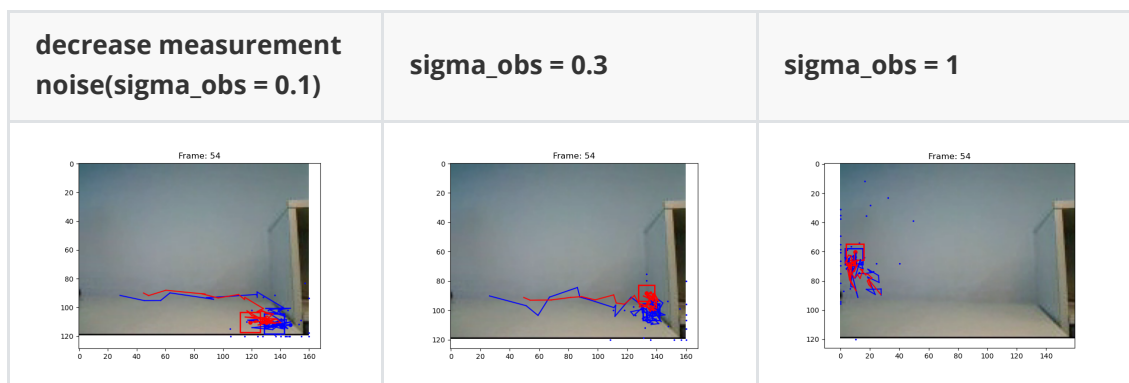 decrease measurement
noise(sigma_obs = 0.1)
sigma_obs = 0.3
sigma_obs = 1
Frame: 54
0
20
40
60
80
100
120
0 20 40 60 80 100 120 140 160
Frame: 54
0
20
40
60
80
100
120
0 20 40 60 80 100 120 140 160
Frame: 54
0
20
40
60
80
100
120
0 20 40 60 80 100 120 140